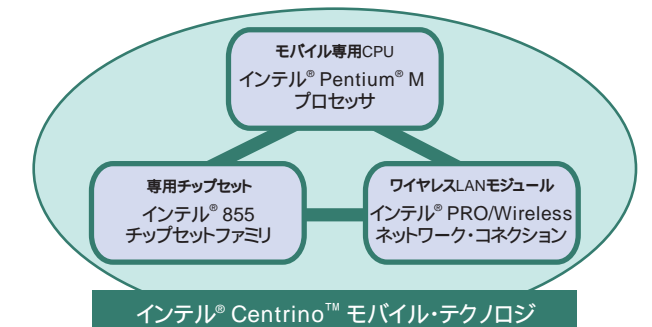 モバイル専用CPU
インテル® Pentium® M
プロセッサ
専用チップセット
インテル® 855
チップセットファミリ
ワイヤレスLANモジュール
インテル® PRO/Wireless
ネットワーク・コネクション
インテル® Centrino™ モバイル・テクノロジ